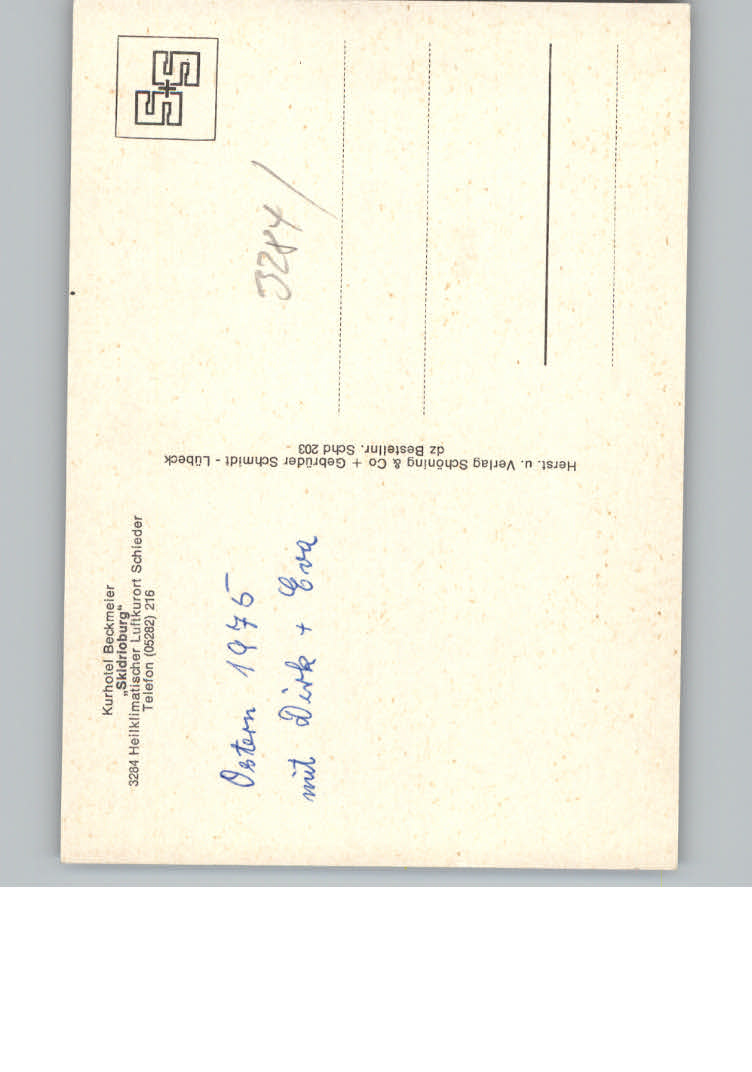 Kurhotel Beckmeier
„Skidrioburg“
3284 Heilklimatischer Luftkurort Schieder
Telefon (05282) 216
Ostern 1975
mit Dirk + Eva
Herst. u. Verlag Schöning & Co + Gebrüder Schmidt - Lübeck
dz Bestellnr. Schd 203
S+S
3284/